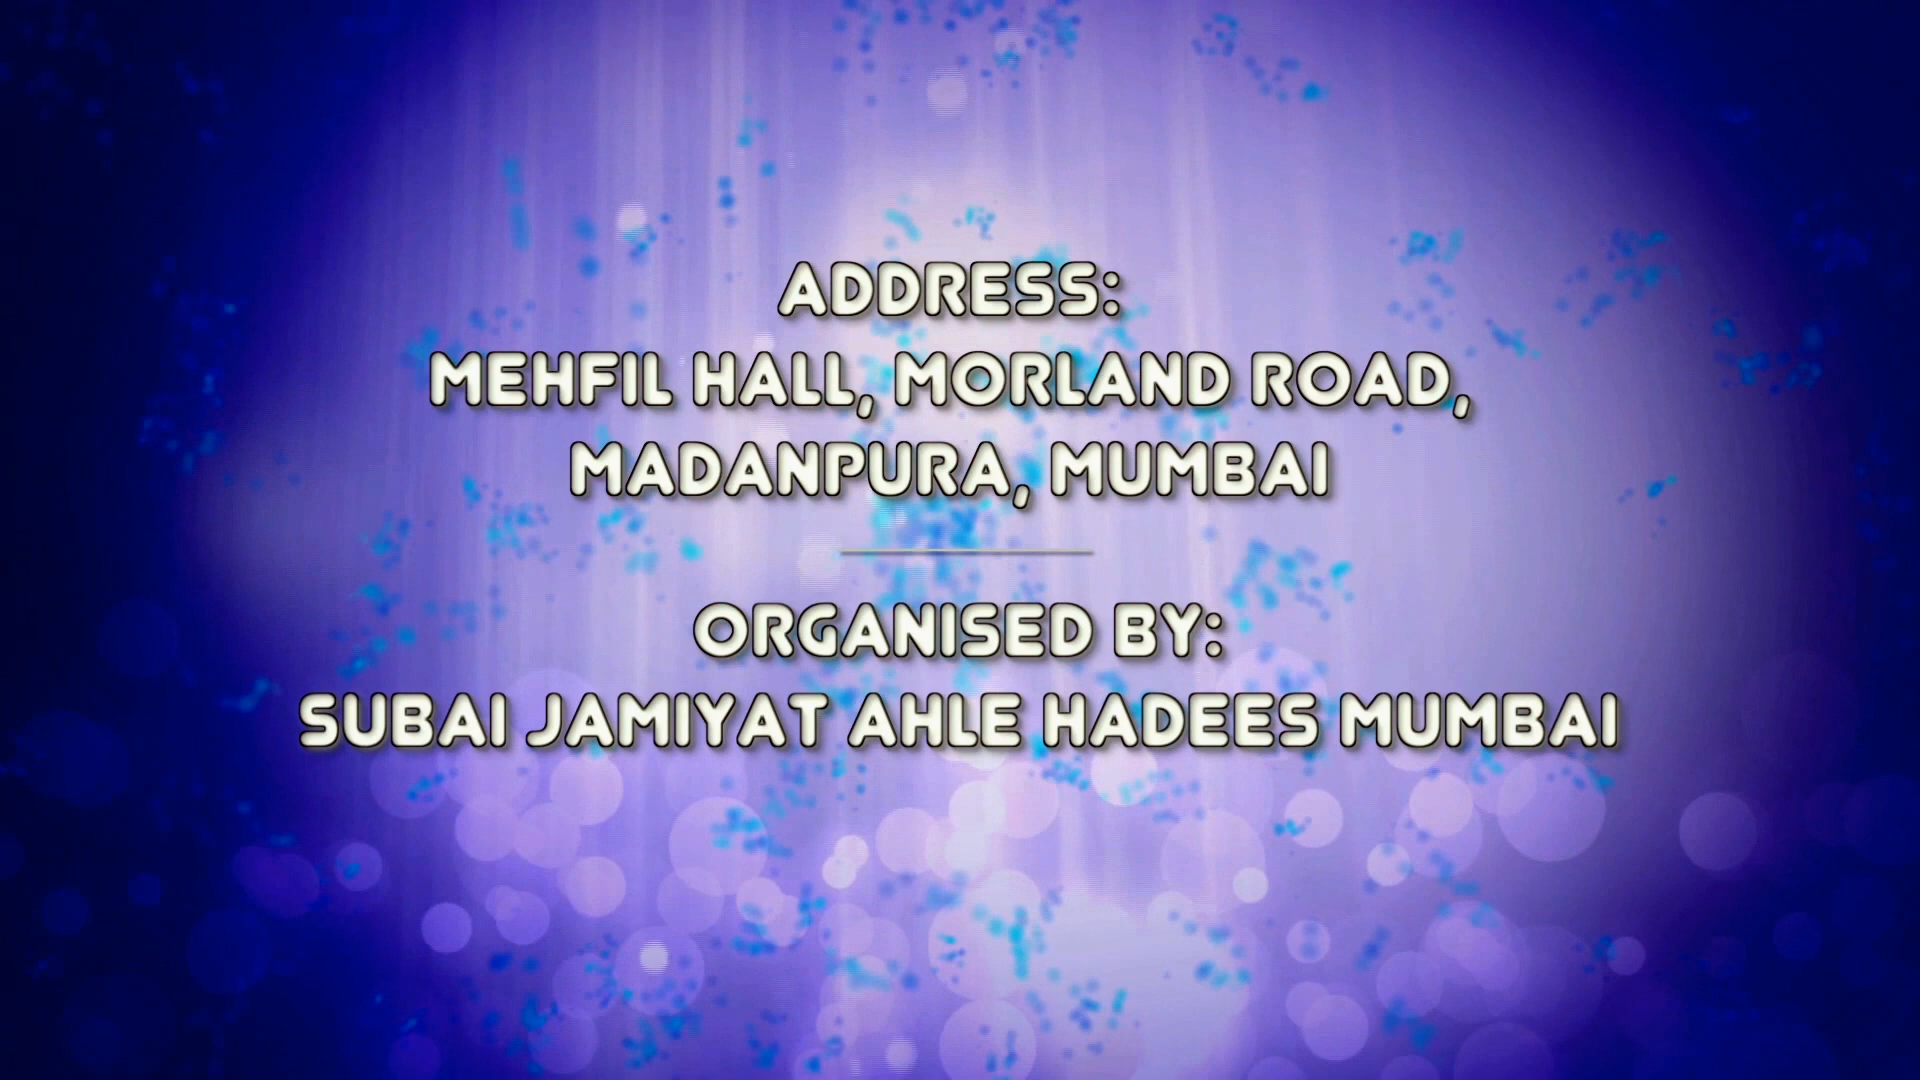 ADDRESS:
MEHFIL HALL, MORLAND ROAD,
MADANPURA, MUMBAI
ORGANISED BY:
SUBAI JAMIYAT AHLE HADEES MUMBAI